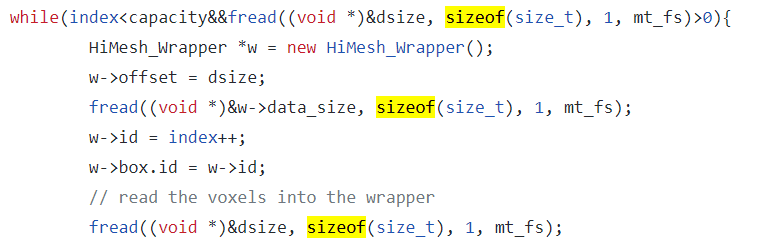 while(index<capacity&&fread((void *)&dsize, sizeof(size_t), 1, mt_fs)>0){
HiMesh_Wrapper *w = new HiMesh_Wrapper();
w->offset = dsize;
fread((void *)&w->data_size, sizeof(size_t), 1, mt_fs);
w->id = index++;
w->box.id = w->id;
// read the voxels into the wrapper
fread((void *)&dsize, sizeof(size_t), 1, mt_fs);